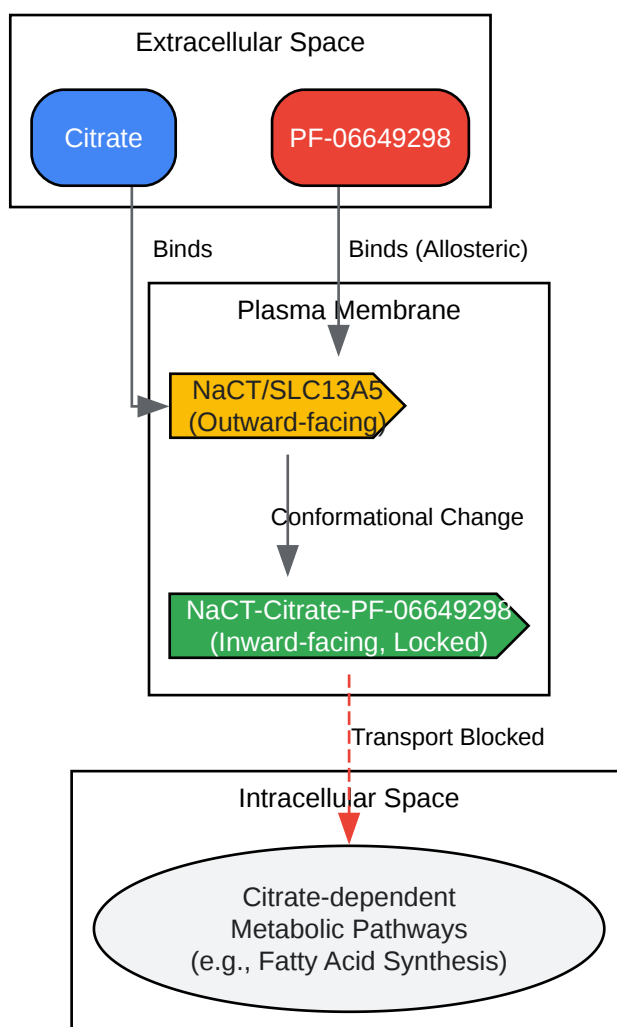 Extracellular Space
Citrate
PF-06649298
Binds
Binds (Allosteric)
Plasma Membrane
NaCT/SLC13A5
(Outward-facing)
Conformational Change
NaCT-Citrate-PF-06649298
(Inward-facing, Locked)
Transport Blocked
Intracellular Space
Citrate-dependent
Metabolic Pathways
(e.g., Fatty Acid Synthesis)